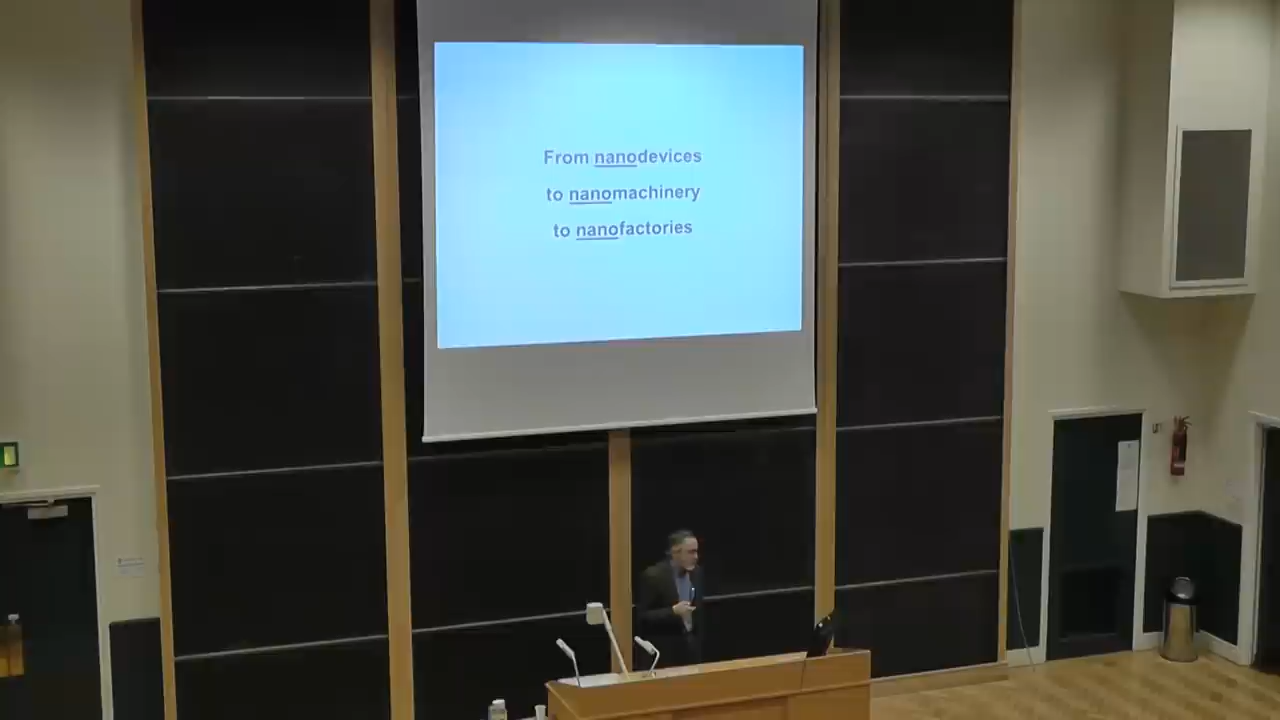 From nanodevices
to nanomachinery
to nanofactories